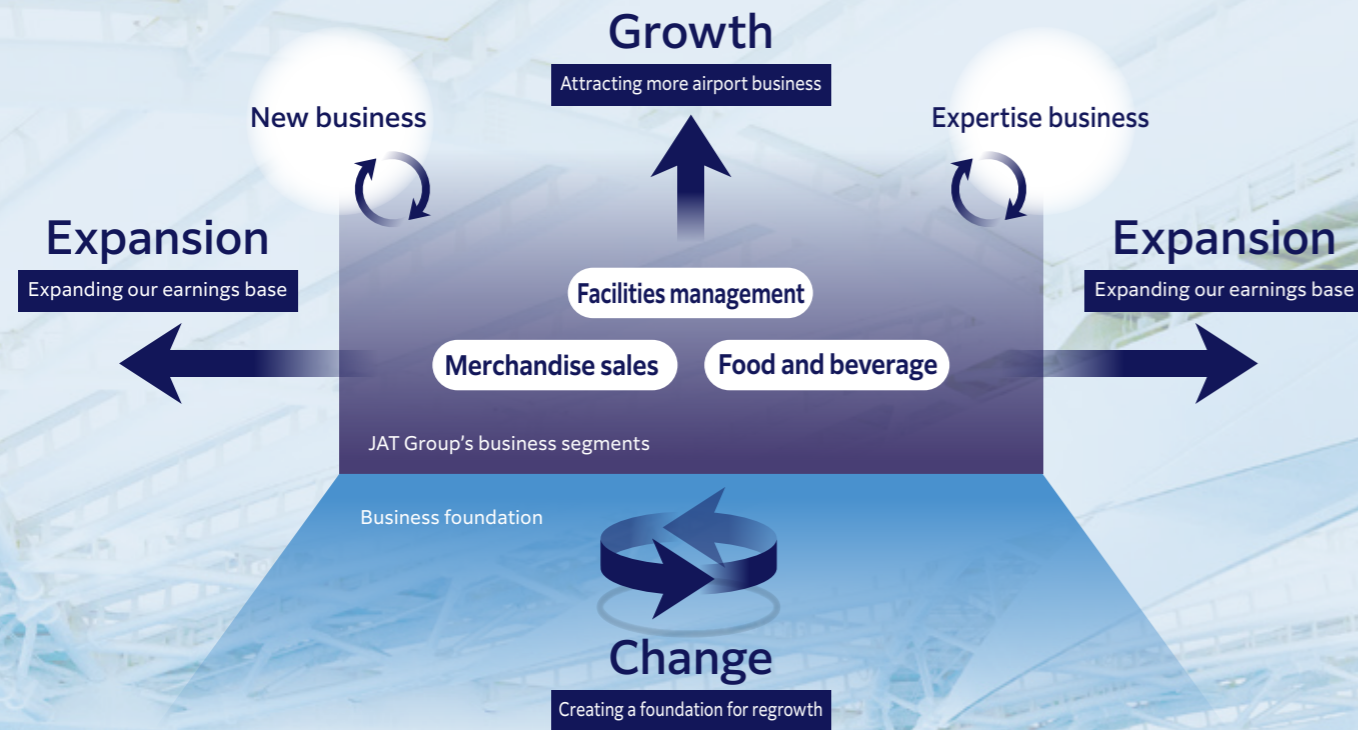 Growth
Attracting more airport business
New business
Expertise business
Expansion
Expanding our earnings base
Expansion
Expanding our earnings base
Facilities management
Merchandise sales
Food and beverage
JAT Group's business segments
Business foundation
Change
Creating a foundation for regrowth